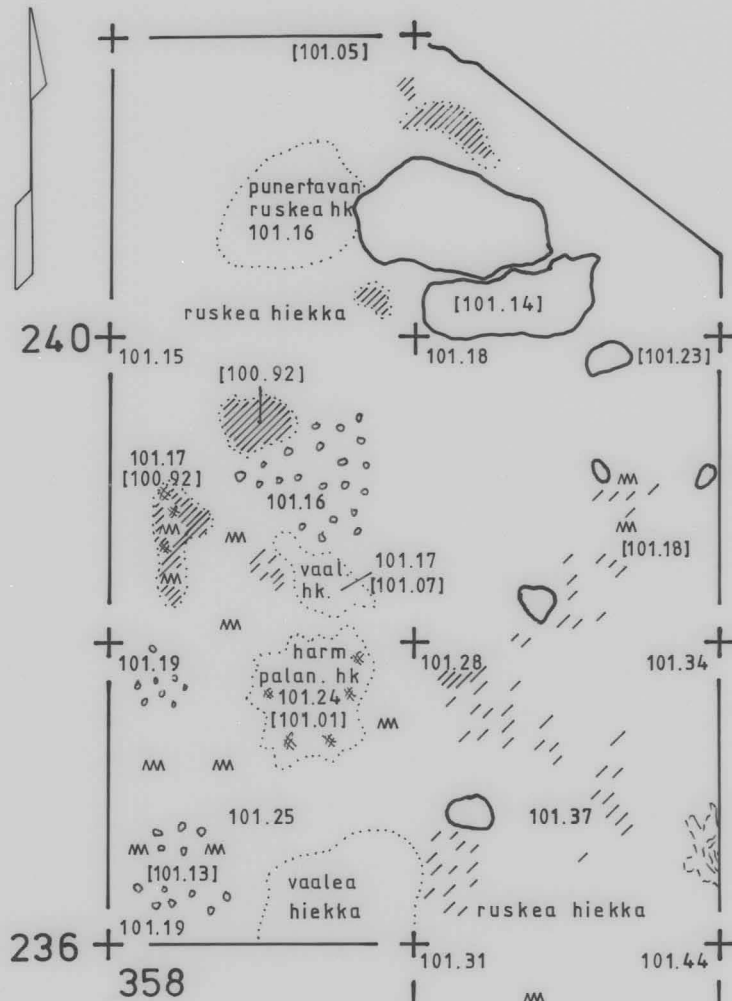 [101.05]
punertavan
ruskea hk
101.16
[101.14]
ruskea hiekka
240
101.15
101.18
[101.23]
[100.92]
101.17
[100.92]
101.16
[101.18]
vaal
hk.
101.17
[101.07]
101.19
harm
palan. hk
101.24
[101.01]
101.28
101.34
101.25
101.37
[101.13]
vaalea
hiekka
ruskea hiekka
101.19
236
101.31
101.44
358